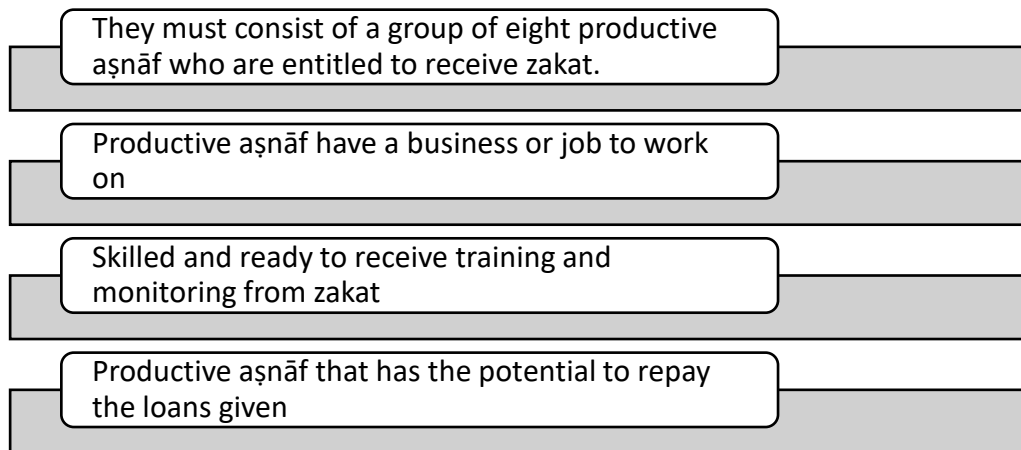 They must consist of a group of eight productive
aṣnāf who are entitled to receive zakat.
Productive aṣnāf have a business or job to work
on
Skilled and ready to receive training and
monitoring from zakat
Productive aṣnāf that has the potential to repay
the loans given